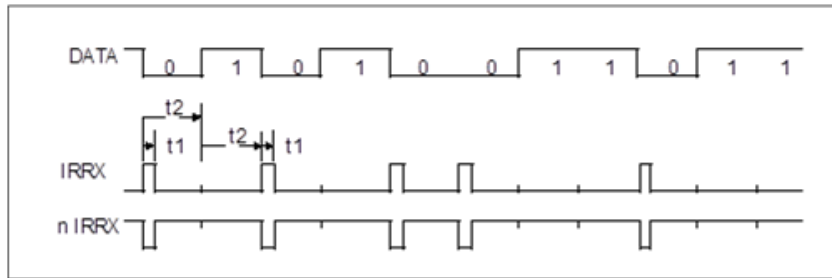 DATA 0 1 0 1 0 0 1 1 0 1 1
t2
t1 t2 t1
IRRX
n IRRX